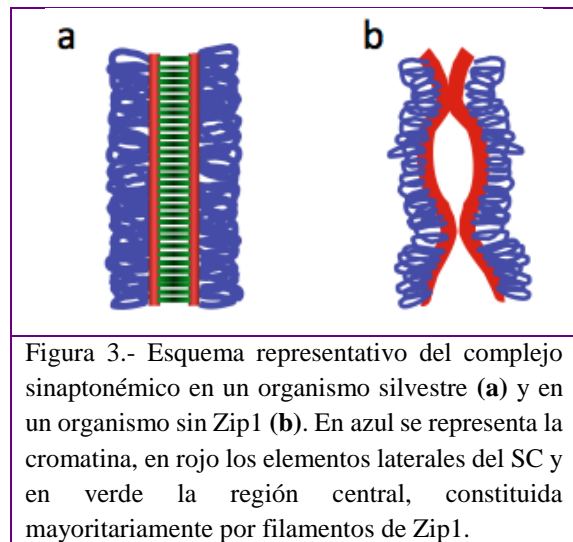 a b
Figura 3.- Esquema representativo del complejo
sinaptonémico en un organismo silvestre (a) y en
un organismo sin Zip1 (b). En azul se representa la
cromatina, en rojo los elementos laterales del SC y
en verde la región central, constituida
mayoritariamente por filamentos de Zip1.